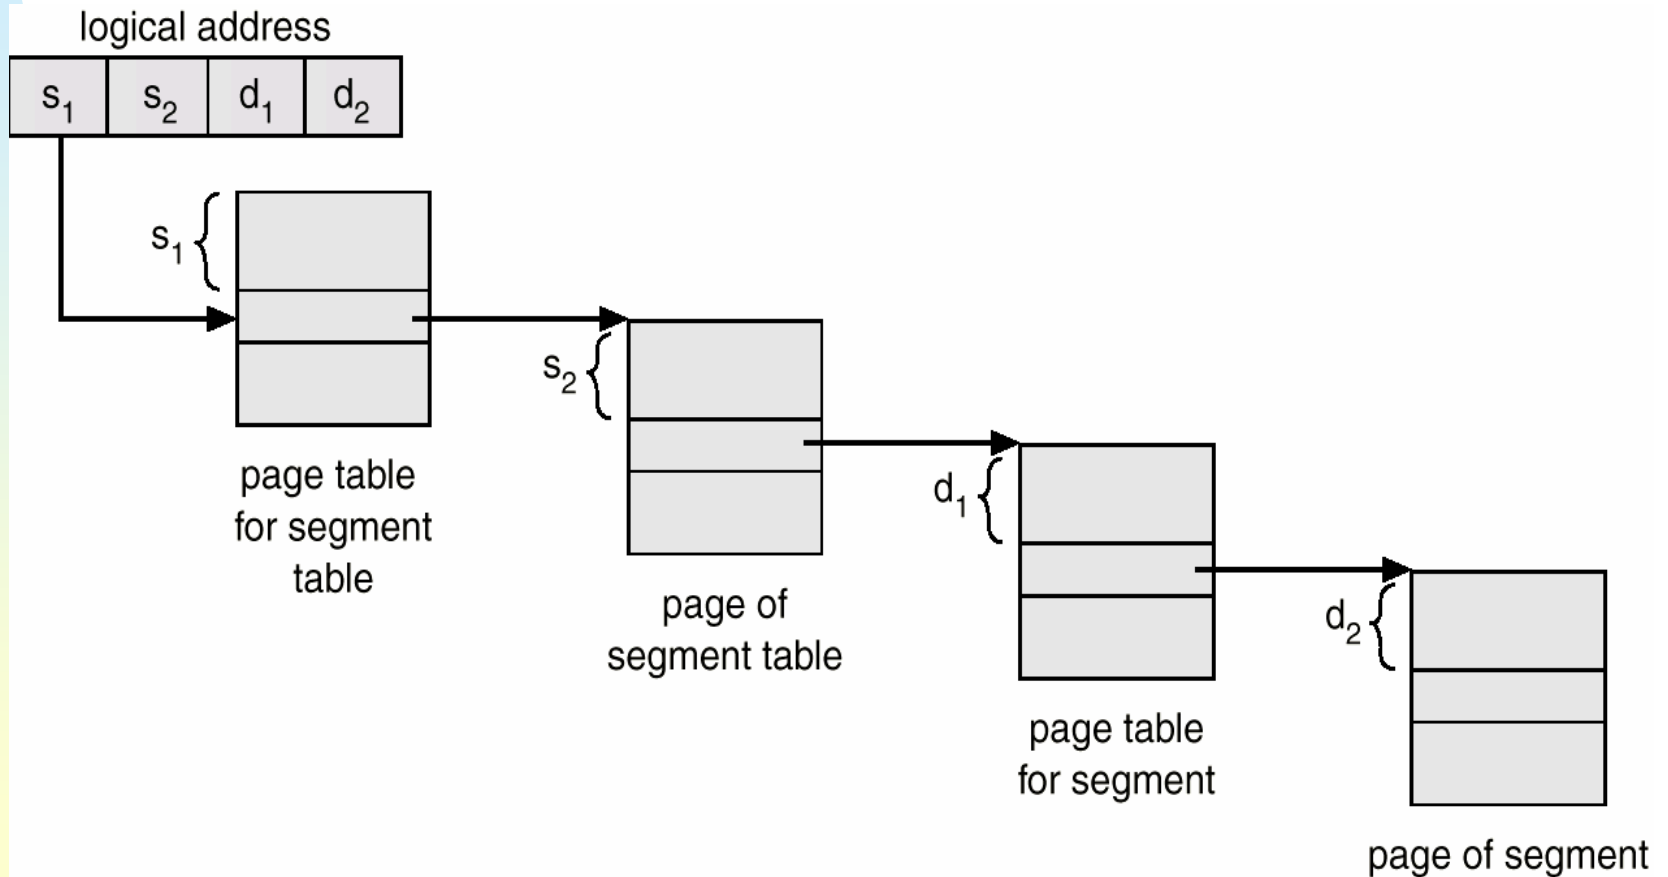 logical address
s₁ s₂ d₁ d₂
s₁
page table
for segment
table
s₂
page of
segment table
d₁
page table
for segment
d₂
page of segment